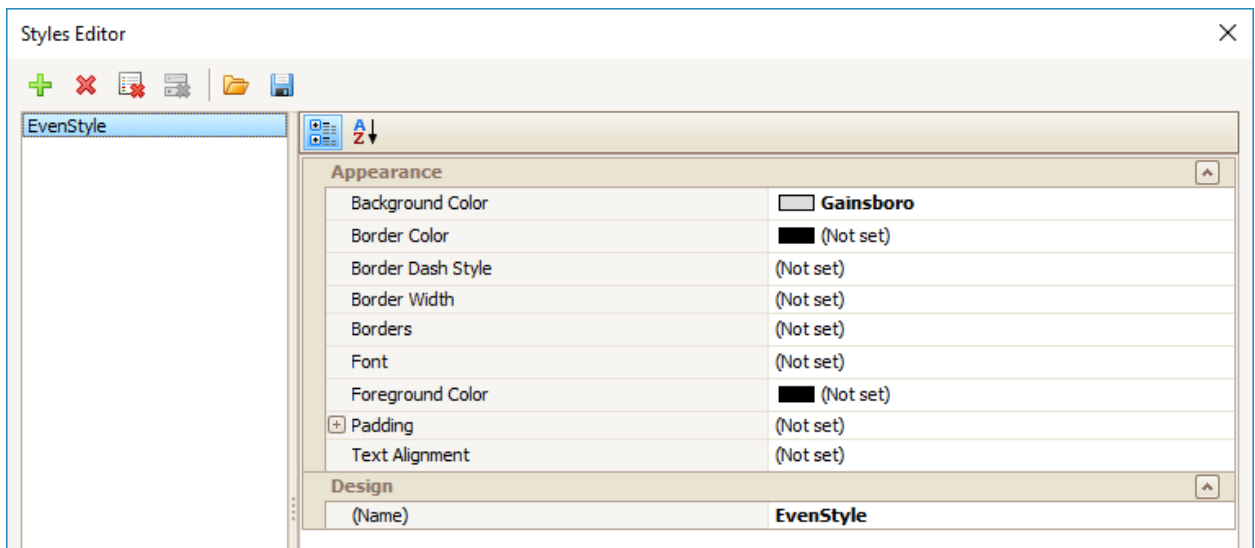 Styles Editor
EvenStyle
A
Z
Appearance
Background Color Gainsboro
Border Color (Not set)
Border Dash Style (Not set)
Border Width (Not set)
Borders (Not set)
Font (Not set)
Foreground Color (Not set)
Padding (Not set)
Text Alignment (Not set)
Design
(Name) EvenStyle